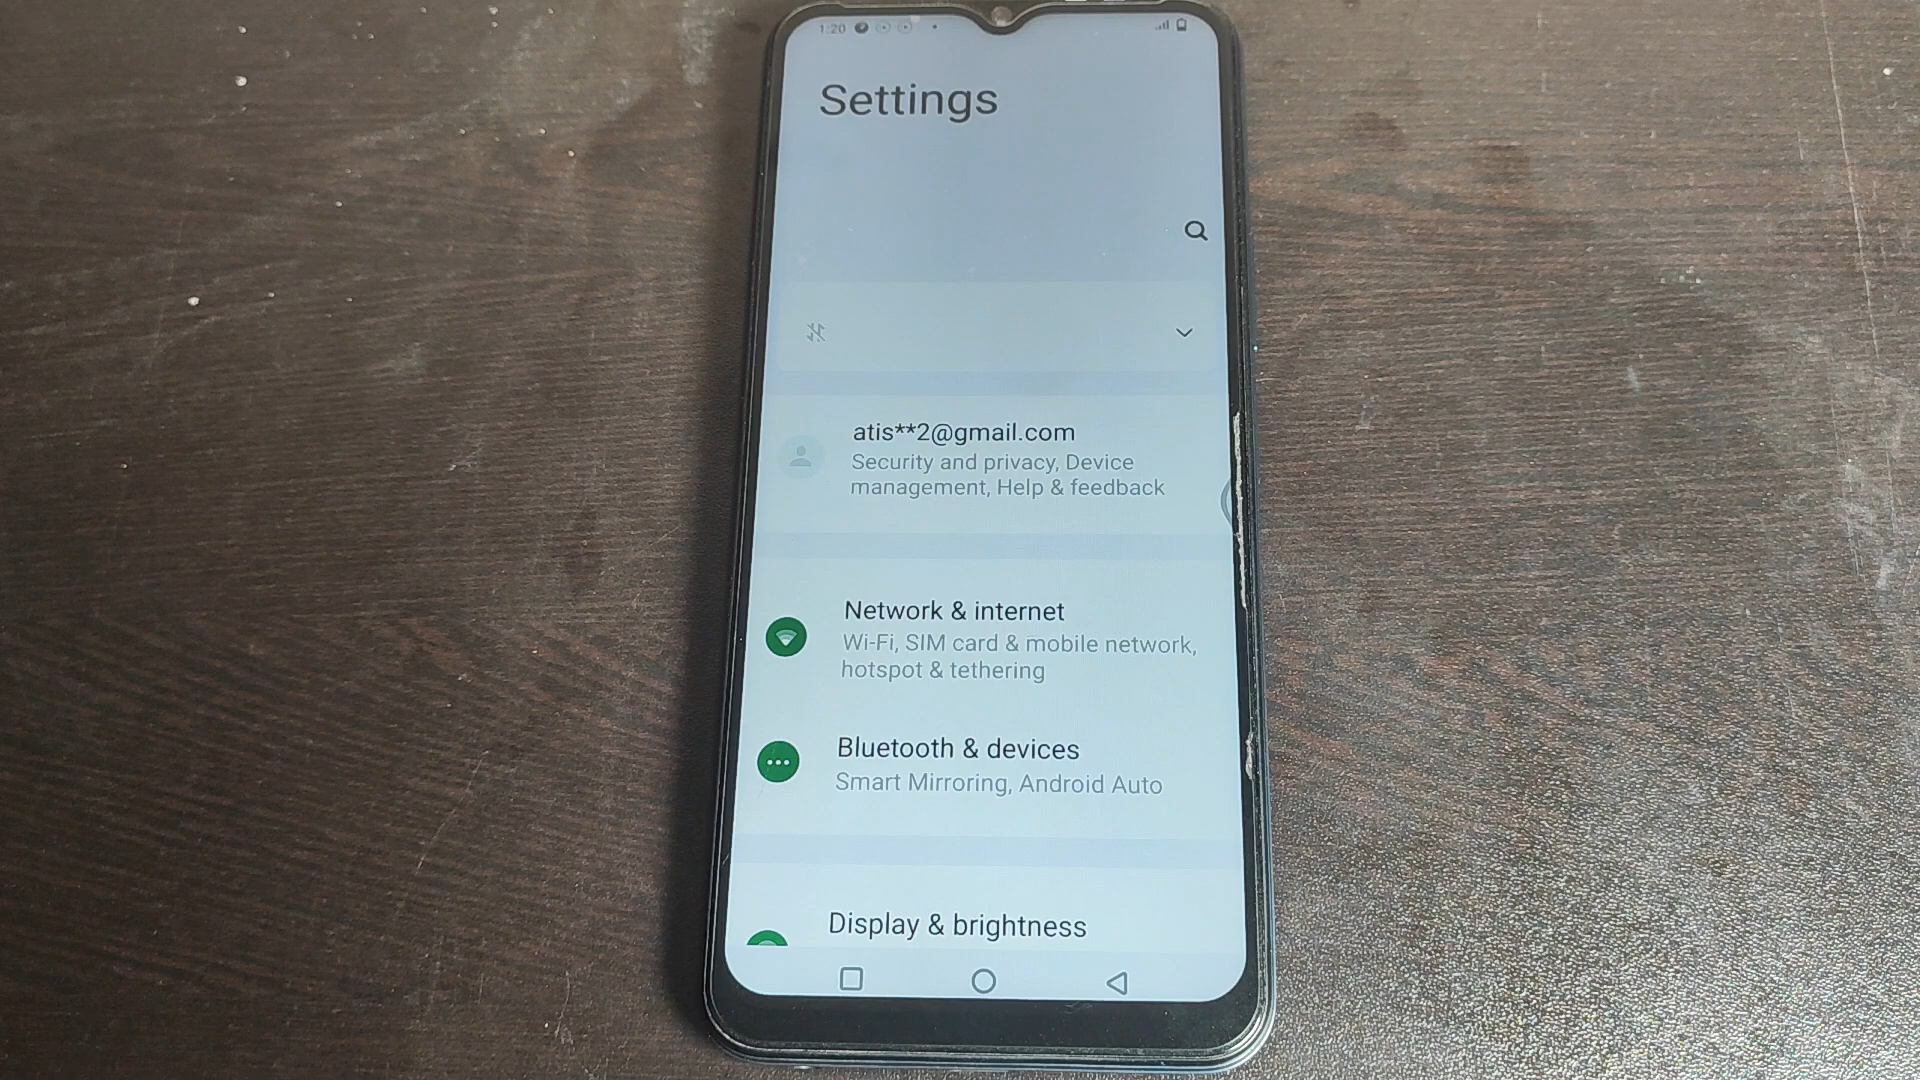 1:20
Settings
atis**2@gmail.com
Security and privacy, Device
management, Help & feedback
Network & internet
Wi-Fi, SIM card & mobile network,
hotspot & tethering
Bluetooth & devices
Smart Mirroring, Android Auto
Display & brightness